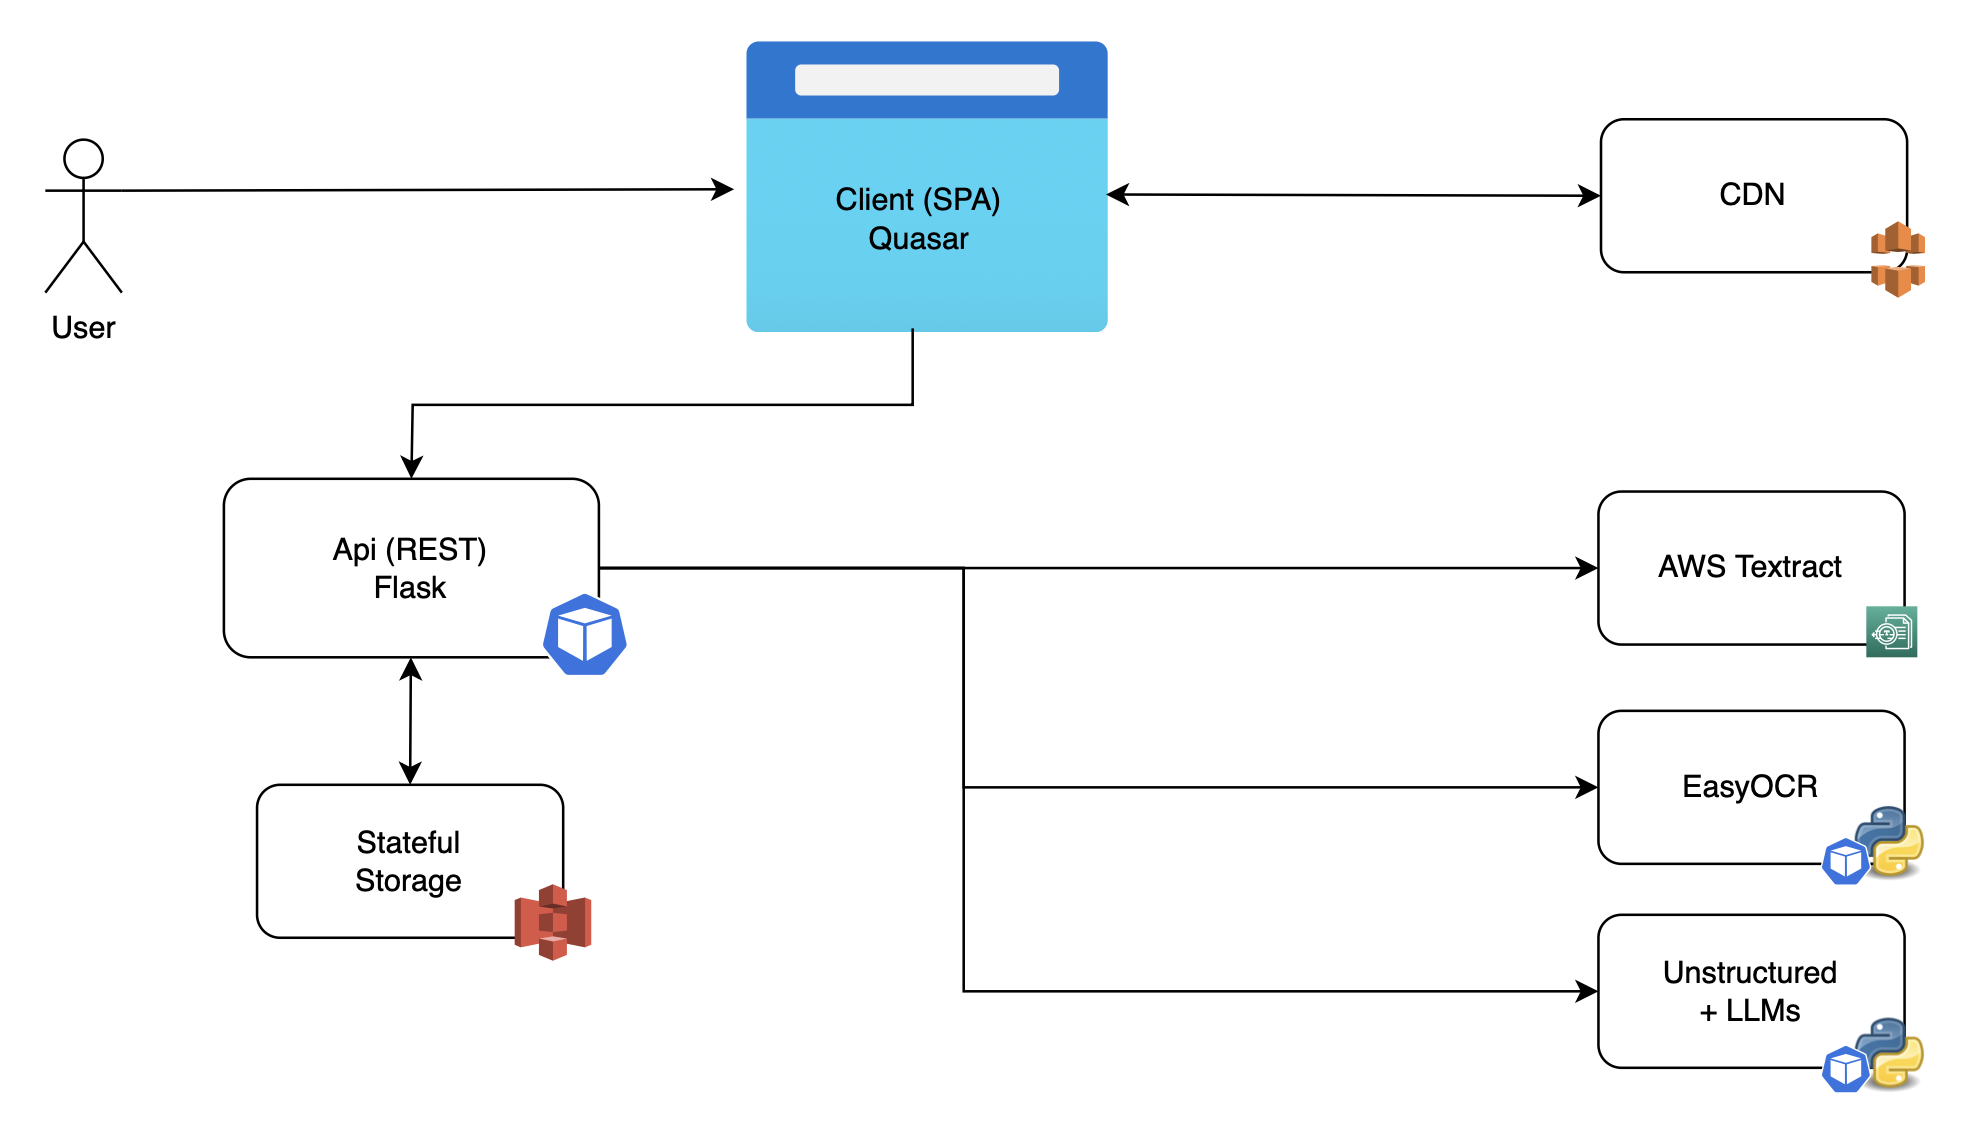 User
Client (SPA)
Quasar
CDN
Api (REST)
Flask
AWS Textract
Stateful
Storage
EasyOCR
Unstructured
+ LLMs